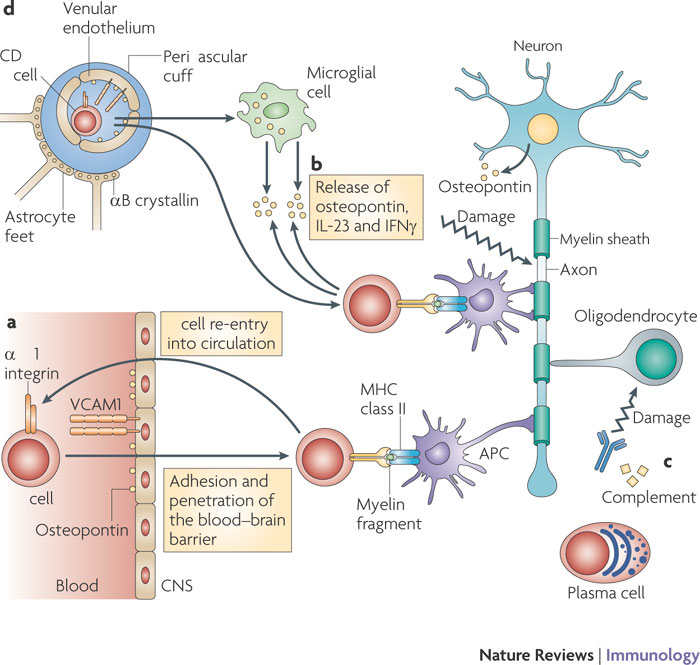 d
Venular
endothelium
CD
cell
Peri ascular
cuff
Microglial
cell
Neuron
αB crystallin
Astrocyte
feet
b
Release of
osteopontin,
IL-23 and IFNγ
Osteopontin
Damage
Myelin sheath
Axon
a
cell re-entry
into circulation
Oligodendrocyte
α 1
integrin
VCAM1
MHC
class II
Damage
APC
c
cell
Adhesion and
penetration of
the blood–brain
barrier
Myelin
fragment
Complement
Osteopontin
Blood
CNS
Plasma cell
Nature Reviews | Immunology